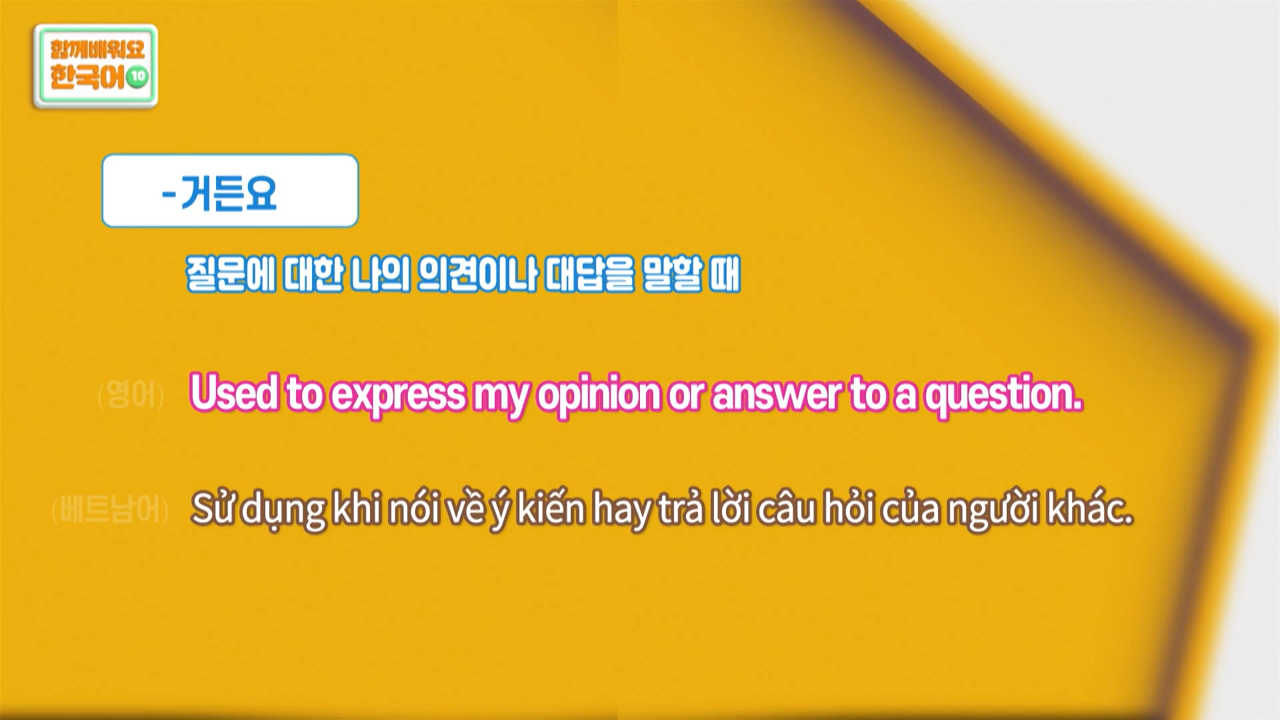 함께배워요
한국어 10
-거든요
질문에 대한 나의 의견이나 대답을 말할 때
(영어) Used to express my opinion or answer to a question.
(베트남어) Sử dụng khi nói về ý kiến hay trả lời câu hỏi của người khác.